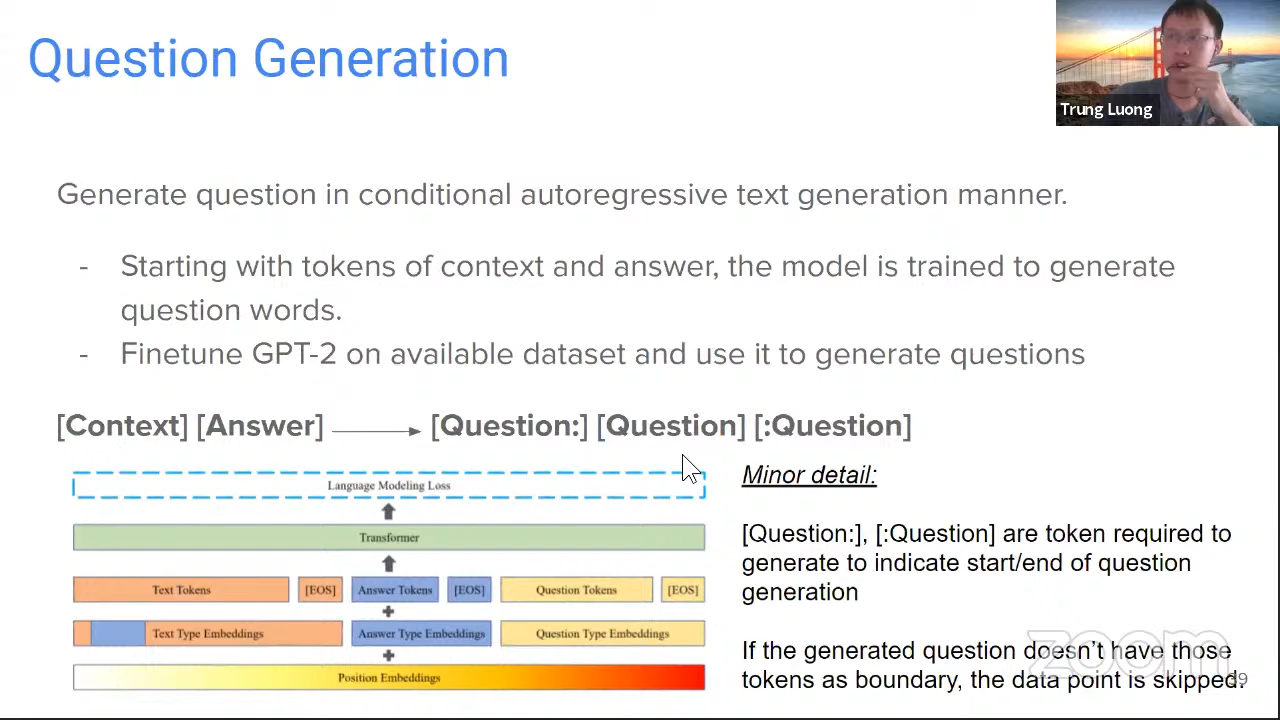 Question Generation
Trung Luong
Generate question in conditional autoregressive text generation manner.
- Starting with tokens of context and answer, the model is trained to generate
question words.
- Finetune GPT-2 on available dataset and use it to generate questions
[Context] [Answer] [Question:] [Question] [:Question]
Language Modeling Loss
Transformer
Text Tokens [EOS] Answer Tokens [EOS] Question Tokens [EOS]
Text Type Embeddings Answer Type Embeddings Question Type Embeddings
Position Embeddings
Minor detail:
[Question:], [:Question] are token required to
generate to indicate start/end of question
generation
If the generated question doesn't have those
tokens as boundary, the data point is skipped.
zoom
39